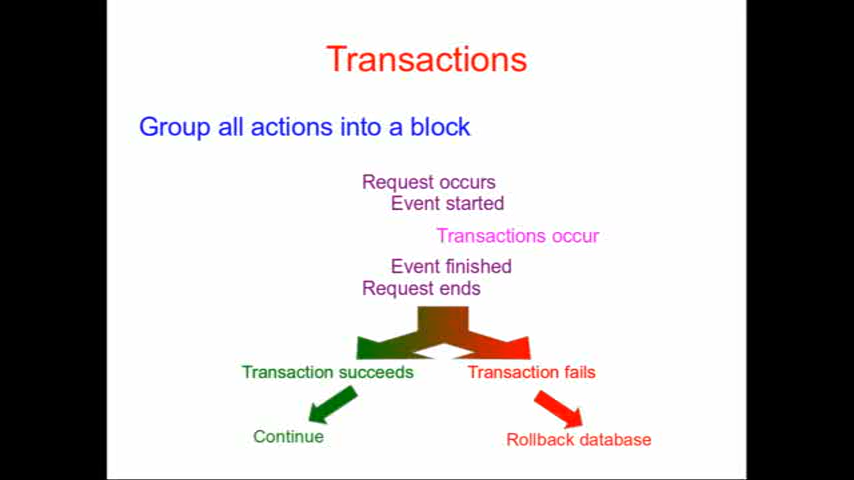 Transactions
Group all actions into a block
Request occurs
Event started
Transactions occur
Event finished
Request ends
Transaction succeeds
Transaction fails
Continue
Rollback database